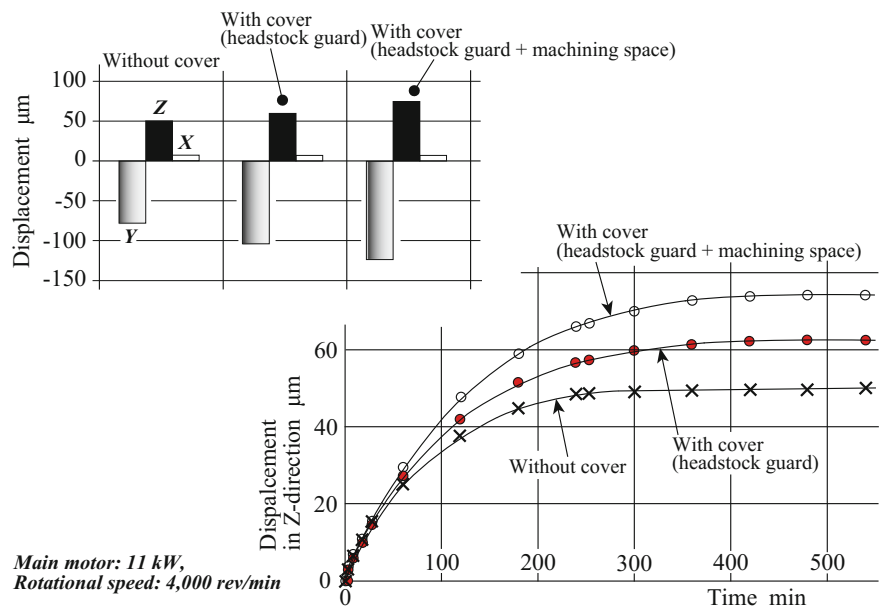 With cover
(headstock guard)
With cover
(headstock guard + machining space)
Without cover
100
50
0
-50
-100
-150
Displacement μm
Z
X
Y
With cover
(headstock guard + machining space)
60
40
20
0
Dispalcement
in Z-direction μm
Without cover
With cover
(headstock guard)
0
100
200
300
400
500
Time min
Main motor: 11 kW,
Rotational speed: 4,000 rev/min